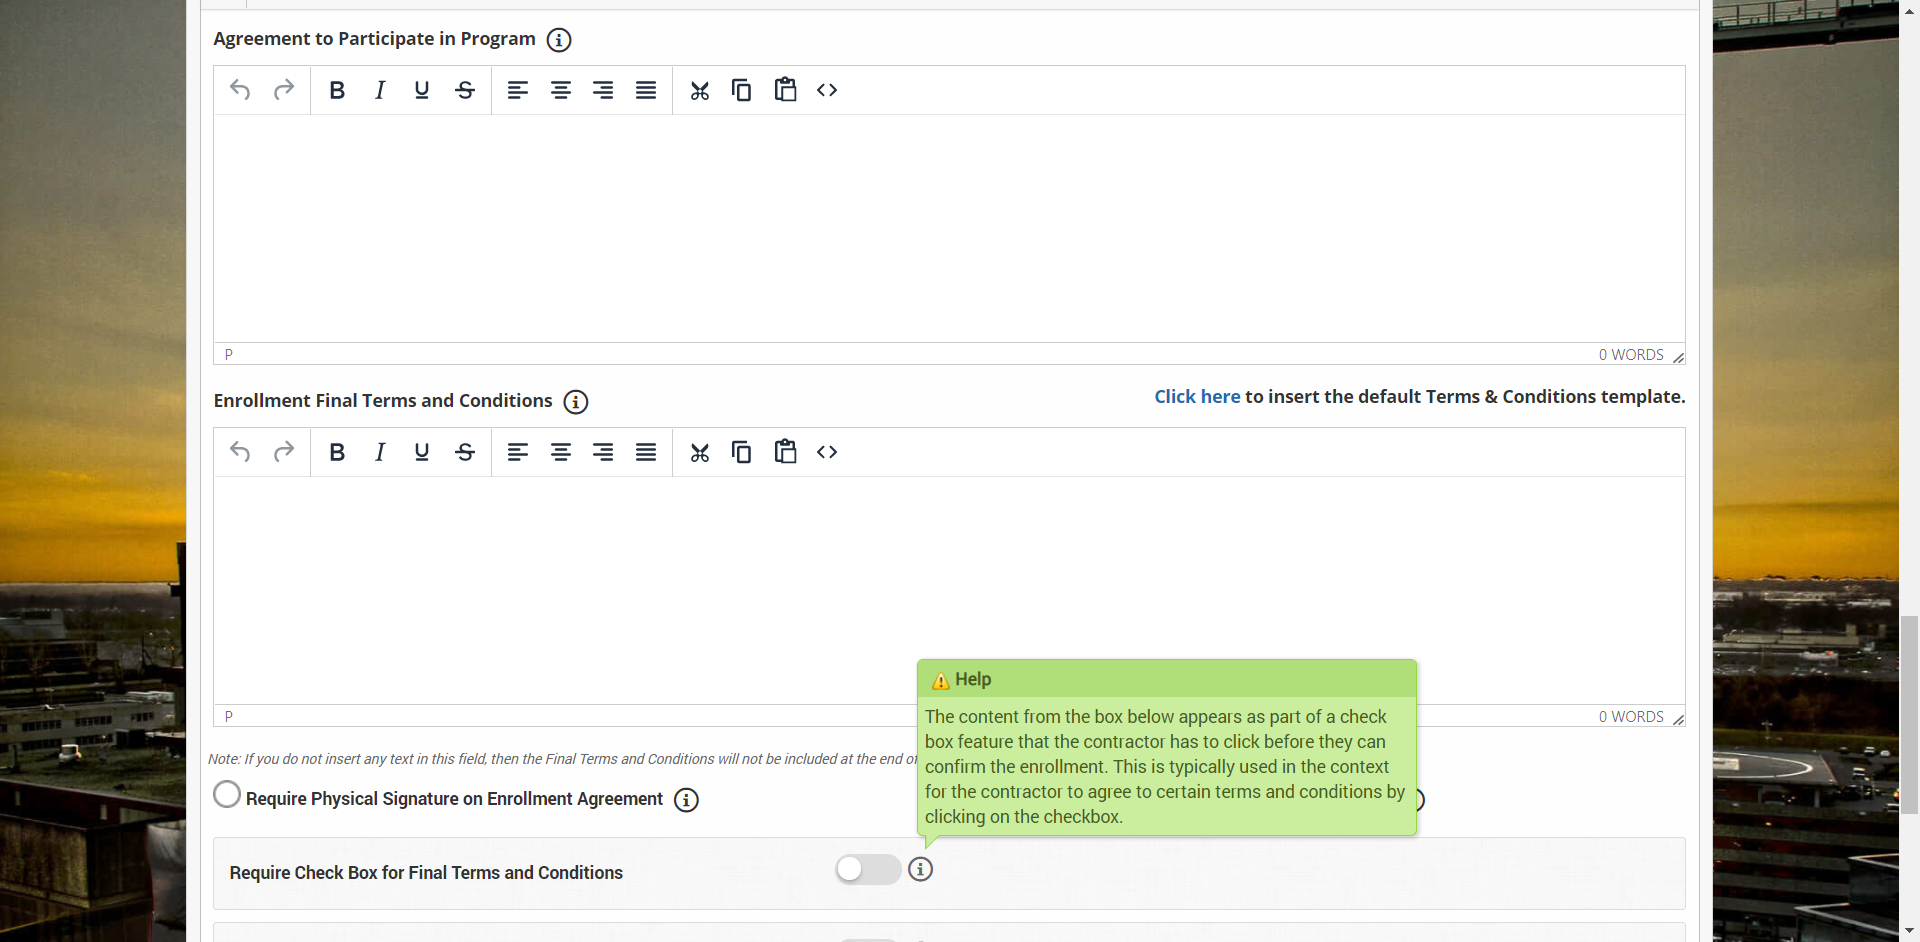 Agreement to Participate in Program
P
0 WORDS
Enrollment Final Terms and Conditions
Click here to insert the default Terms & Conditions template.
P
0 WORDS
Help
The content from the box below appears as part of a check
box feature that the contractor has to click before they can
confirm the enrollment. This is typically used in the context
for the contractor to agree to certain terms and conditions by
clicking on the checkbox.
Note: If you do not insert any text in this field, then the Final Terms and Conditions will not be included at the end of
Require Physical Signature on Enrollment Agreement
Require Check Box for Final Terms and Conditions